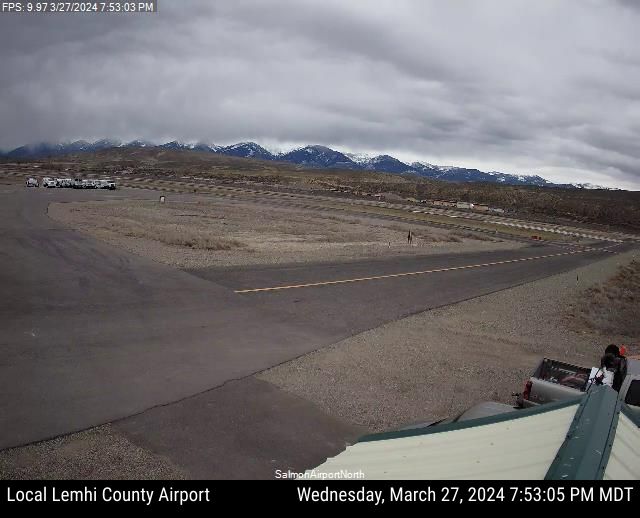 FPS: 9.97 3/27/2024 7:53:03 PM
SalmonAirportNorth
Local Lemhi County Airport Wednesday, March 27, 2024 7:53:05 PM MDT